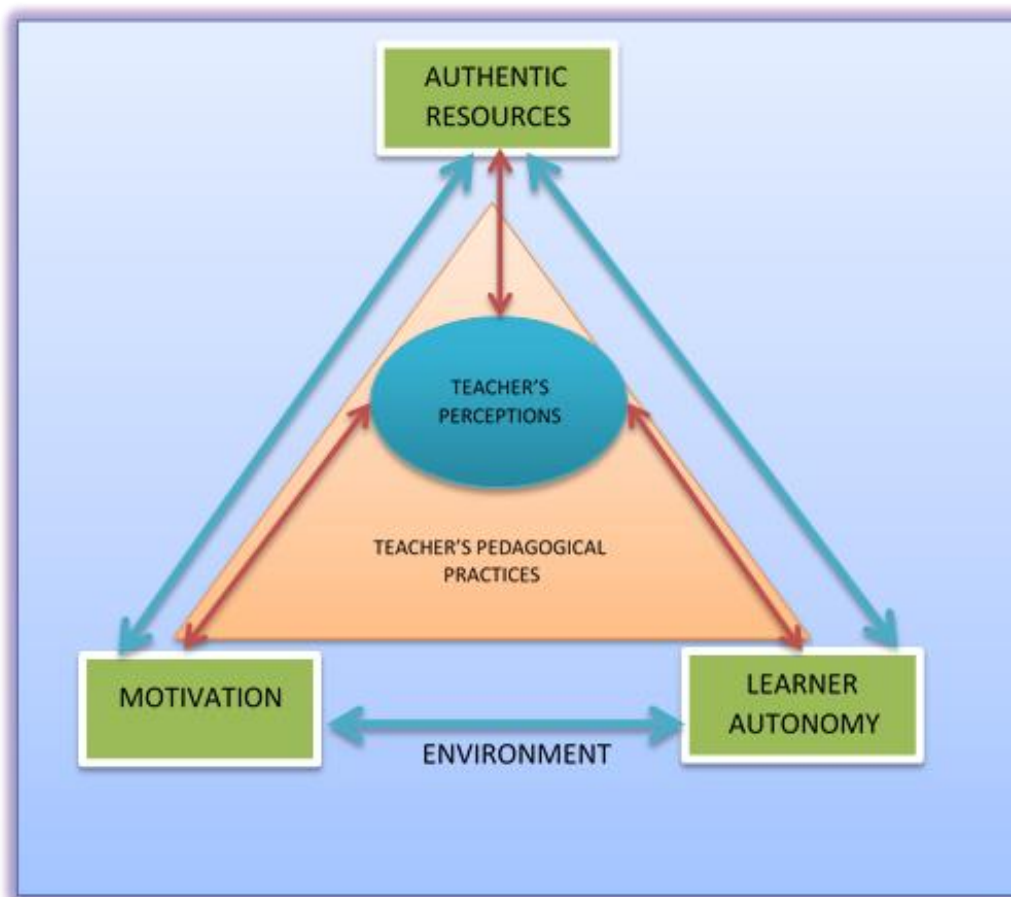 AUTHENTIC
RESOURCES
TEACHER'S
PERCEPTIONS
TEACHER'S PEDAGOGICAL
PRACTICES
MOTIVATION
LEARNER
AUTONOMY
ENVIRONMENT